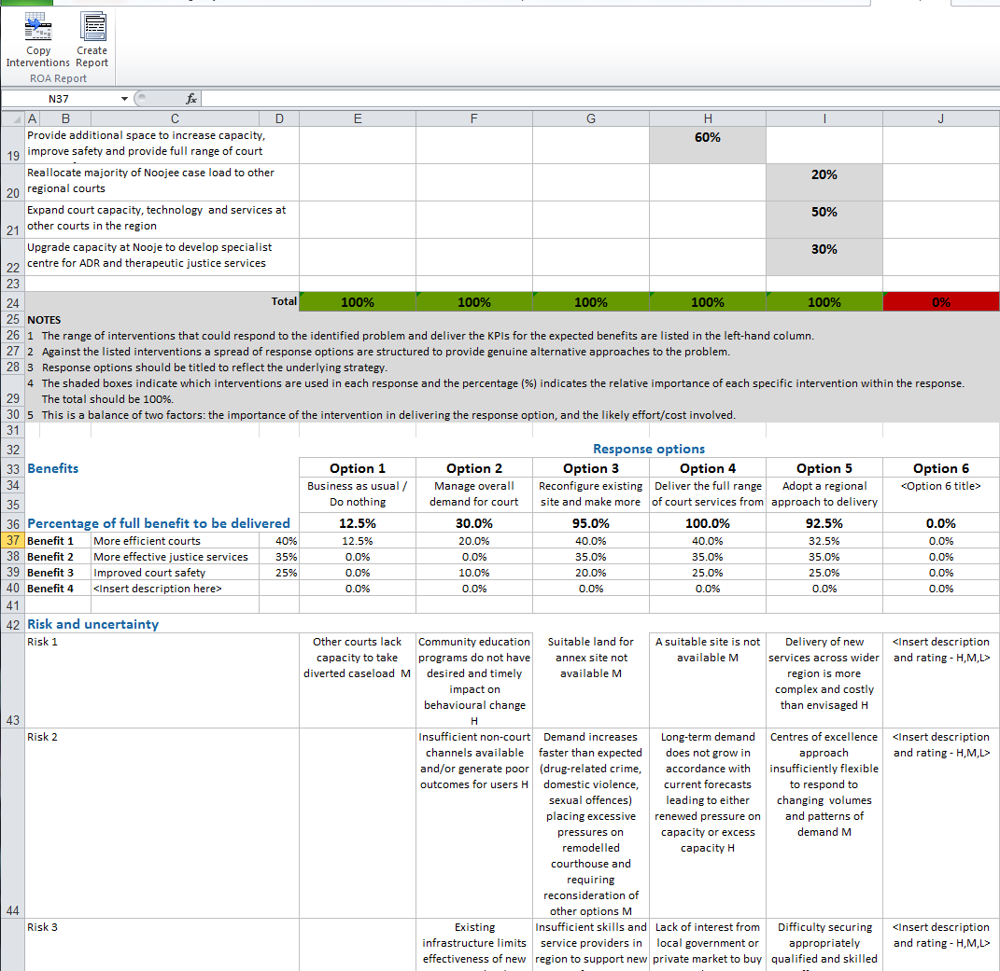 Copy Create
Interventions Report
ROA Report
N37 fx
A B C D E F G H I J
19 Provide additional space to increase capacity, 60%
improve safety and provide full range of court
20 Reallocate majority of Noojee case load to other 20%
regional courts
21 Expand court capacity, technology and services at 50%
other courts in the region
22 Upgrade capacity at Nooje to develop specialist 30%
centre for ADR and therapeutic justice services
23
24 Total 100% 100% 100% 100% 100% 0%
25 NOTES
26 1 The range of interventions that could respond to the identified problem and deliver the KPIs for the expected benefits are listed in the left-hand column.
27 2 Against the listed interventions a spread of response options are structured to provide genuine alternative approaches to the problem.
28 3 Response options should be titled to reflect the underlying strategy.
4 The shaded boxes indicate which interventions are used in each response and the percentage (%) indicates the relative importance of each specific intervention within the response.
29 The total should be 100%.
30 5 This is a balance of two factors: the importance of the intervention in delivering the response option, and the likely effort/cost involved.
31
32 Response options
33 Benefits Option 1 Option 2 Option 3 Option 4 Option 5 Option 6
34 Business as usual / Manage overall Reconfigure existing Deliver the full range Adopt a regional <Option 6 title>
35 Do nothing demand for court site and make more of court services from approach to delivery
36 Percentage of full benefit to be delivered 12.5% 30.0% 95.0% 100.0% 92.5% 0.0%
37 Benefit 1 More efficient courts 40% 12.5% 20.0% 40.0% 40.0% 32.5% 0.0%
38 Benefit 2 More effective justice services 35% 0.0% 0.0% 35.0% 35.0% 35.0% 0.0%
39 Benefit 3 Improved court safety 25% 0.0% 10.0% 20.0% 25.0% 25.0% 0.0%
40 Benefit 4 <Insert description here> 0.0% 0.0% 0.0% 0.0% 0.0% 0.0%
41
42 Risk and uncertainty
43 Risk 1
Other courts lack
capacity to take
diverted caseload M
Community education
programs do not have
desired and timely
impact on
behavioural change
H
Suitable land for
annex site not
available M
A suitable site is not
available M
Delivery of new
services across wider
region is more
complex and costly
than envisaged H
<Insert description
and rating - H,M,L>
44 Risk 2
Insufficient non-court
channels available
and/or generate poor
outcomes for users H
Demand increases
faster than expected
(drug-related crime,
domestic violence,
sexual offences)
placing excessive
pressures on
remodelled
courthouse and
requiring
reconsideration of
other options M
Long-term demand
does not grow in
accordance with
current forecasts
leading to either
renewed pressure on
capacity or excess
capacity H
Centres of excellence
approach
insufficiently flexible
to respond to
changing volumes
and patterns of
demand M
<Insert description
and rating - H,M,L>
Risk 3
Existing
infrastructure limits
effectiveness of new
Insufficient skills and
service providers in
region to support new
Lack of interest from
local government or
private market to buy
Difficulty securing
appropriately
qualified and skilled
<Insert description
and rating - H,M,L>